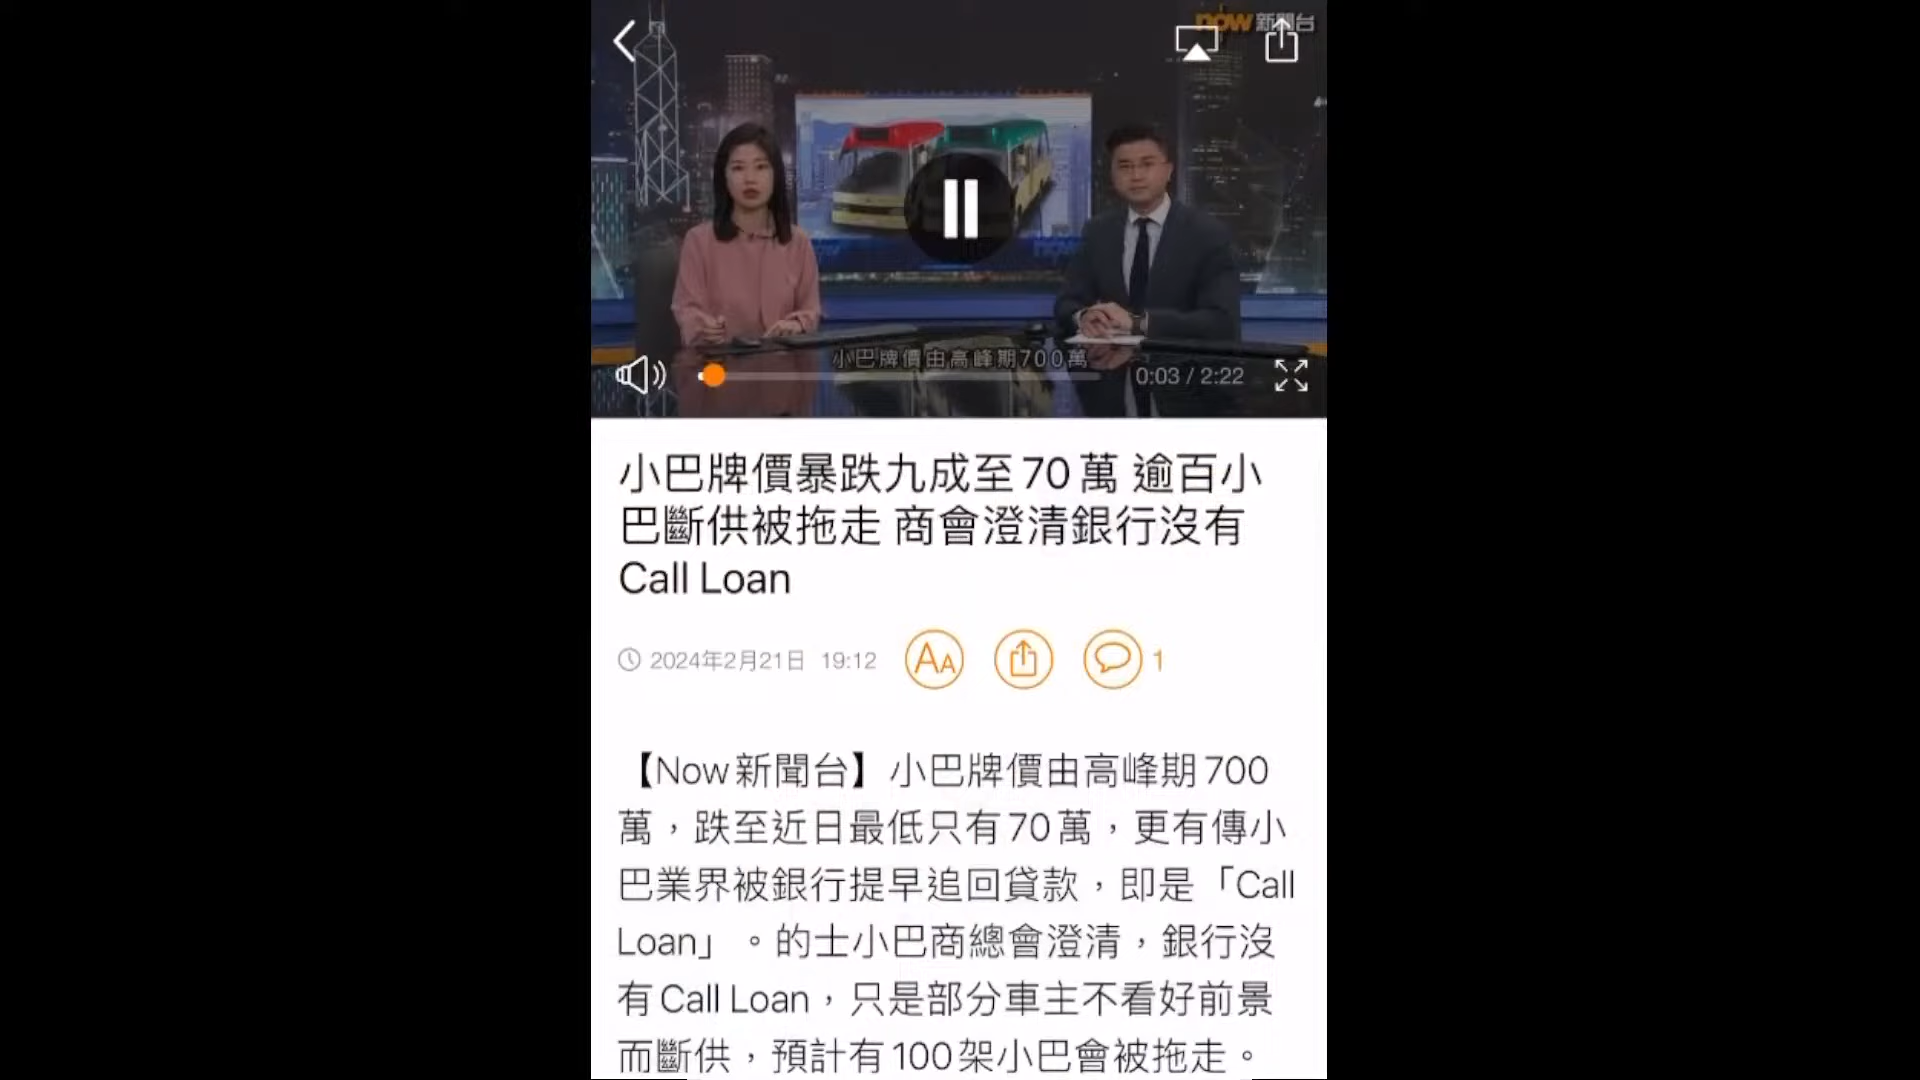 now 新聞台
小巴牌價由高峰期700萬
0:03 / 2:22
小巴牌價暴跌九成至70萬 逾百小
巴斷供被拖走 商會澄清銀行沒有
Call Loan
2024年2月21日 19:12
AA
1
【Now新聞台】小巴牌價由高峰期700
萬，跌至近日最低只有70萬，更有傳小
巴業界被銀行提早追回貸款，即是「Call
Loan」。的士小巴商總會澄清，銀行沒
有Call Loan，只是部分車主不看好前景
而斷供，預計有100架小巴會被拖走。